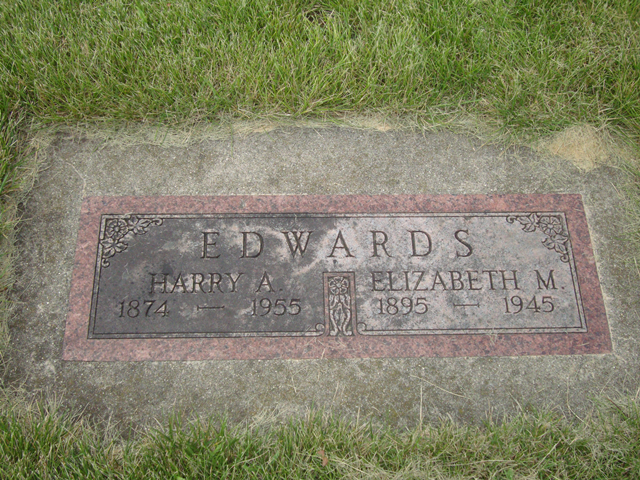 EDWARDS
HARRY A. ELIZABETH M.
1874 — 1955 1895 — 1945